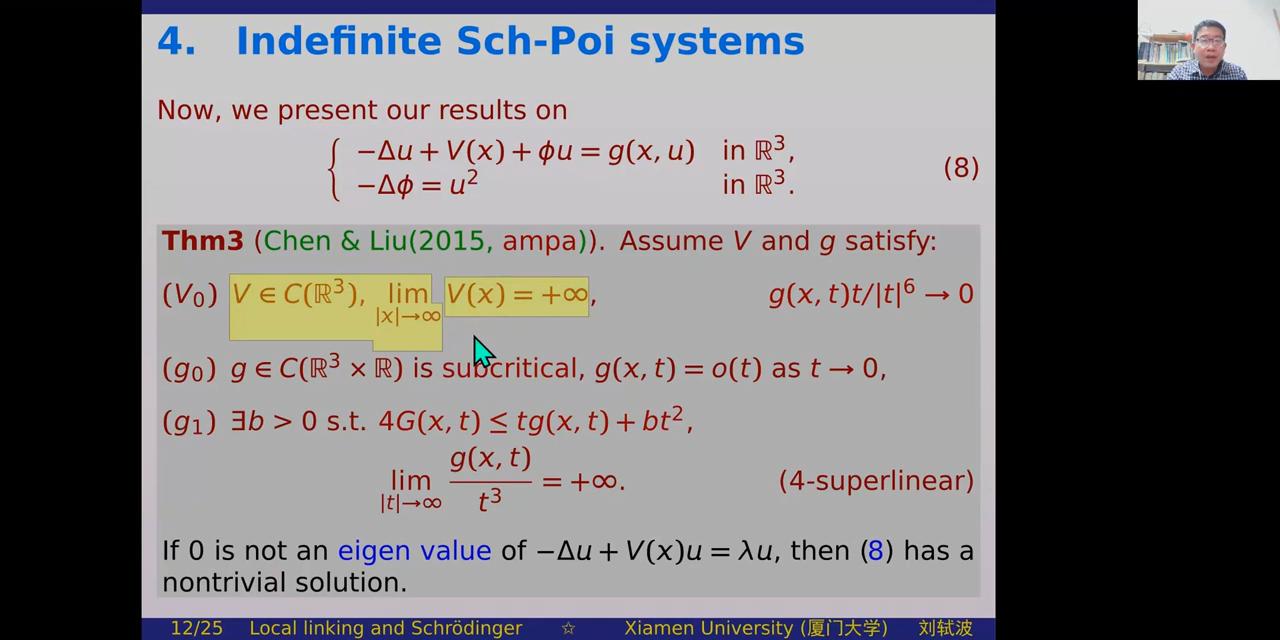 4. Indefinite Sch-Poi systems
Now, we present our results on
−Δu + V(x) + ϕu = g(x, u) in ℝ³,
−Δϕ = u² in ℝ³.
(8)
Thm3 (Chen & Liu(2015, ampa)). Assume V and g satisfy:
(V₀) V ∈ C(ℝ³), lim|x|→∞ V(x) = +∞, g(x, t)t/|t|⁶ → 0
(g₀) g ∈ C(ℝ³ × ℝ) is subcritical, g(x, t) = o(t) as t → 0,
(g₁) ∃b > 0 s.t. 4G(x, t) ≤ tg(x, t) + bt²,
lim|t|→∞ g(x, t)/t³ = +∞. (4-superlinear)
If 0 is not an eigen value of −Δu + V(x)u = λu, then (8) has a
nontrivial solution.
12/25 Local linking and Schrödinger ☆ Xiamen University (厦门大学) 刘轼波